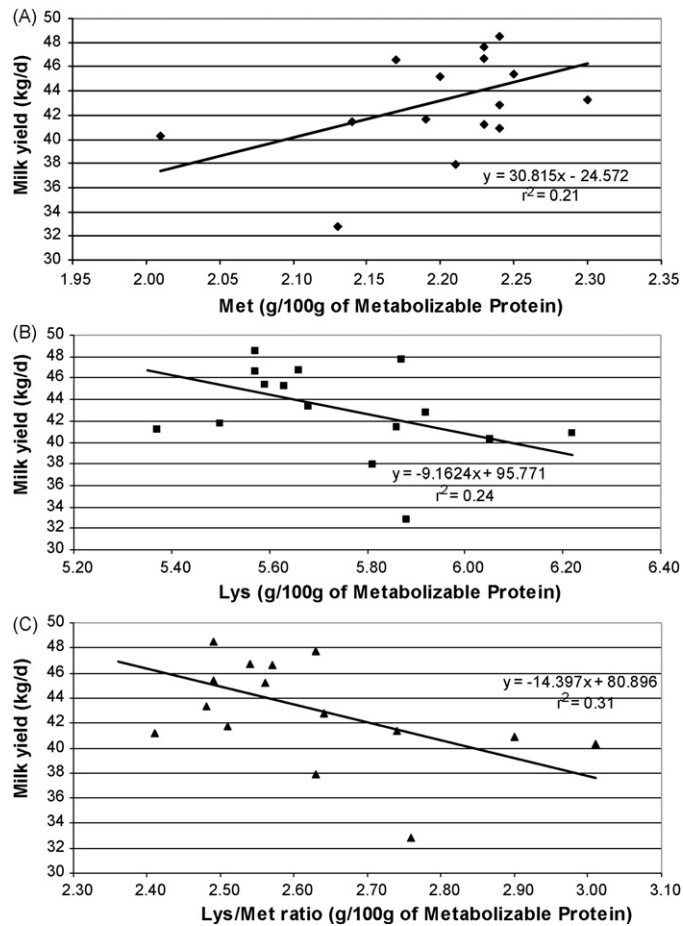 (A)
50
48
46
44
42
40
38
36
34
32
30
Milk yield (kg/d)
y = 30.815x - 24.572
r² = 0.21
1.95 2.00 2.05 2.10 2.15 2.20 2.25 2.30 2.35
Met (g/100g of Metabolizable Protein)
(B)
50
48
46
44
42
40
38
36
34
32
30
Milk yield (kg/d)
y = -9.1624x + 95.771
r² = 0.24
5.20 5.40 5.60 5.80 6.00 6.20 6.40
Lys (g/100g of Metabolizable Protein)
(C)
50
48
46
44
42
40
38
36
34
32
30
Milk yield (kg/d)
y = -14.397x + 80.896
r² = 0.31
2.30 2.40 2.50 2.60 2.70 2.80 2.90 3.00 3.10
Lys/Met ratio (g/100g of Metabolizable Protein)